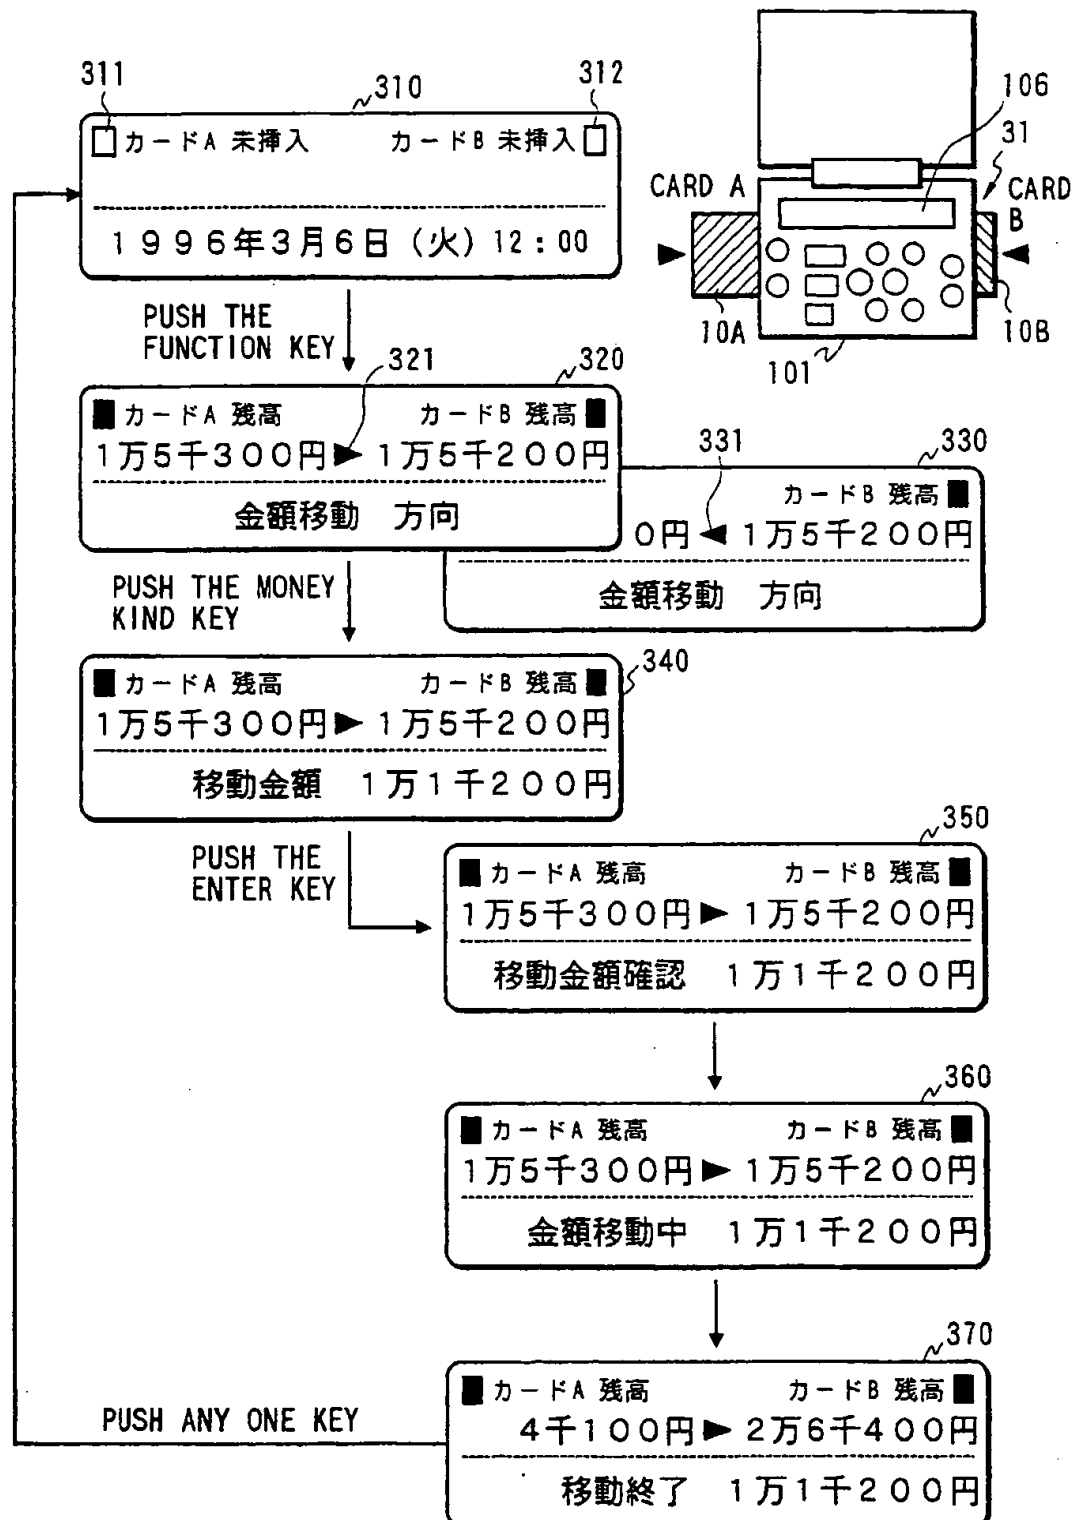 311
310
312
カードA 未挿入 カードB 未挿入
1996年3月6日(火)12:00
106
31
CARD A
CARD
B
10A
10B
101
PUSH THE
FUNCTION KEY
321
320
カードA 残高 カードB 残高
1万5千300円▶1万5千200円
金額移動 方向
331
330
カードB 残高
0円◀1万5千200円
金額移動 方向
PUSH THE MONEY
KIND KEY
340
カードA 残高 カードB 残高
1万5千300円▶1万5千200円
移動金額 1万1千200円
PUSH THE
ENTER KEY
350
カードA 残高 カードB 残高
1万5千300円▶1万5千200円
移動金額確認 1万1千200円
360
カードA 残高 カードB 残高
1万5千300円▶1万5千200円
金額移動中 1万1千200円
370
カードA 残高 カードB 残高
4千100円▶2万6千400円
移動終了 1万1千200円
PUSH ANY ONE KEY